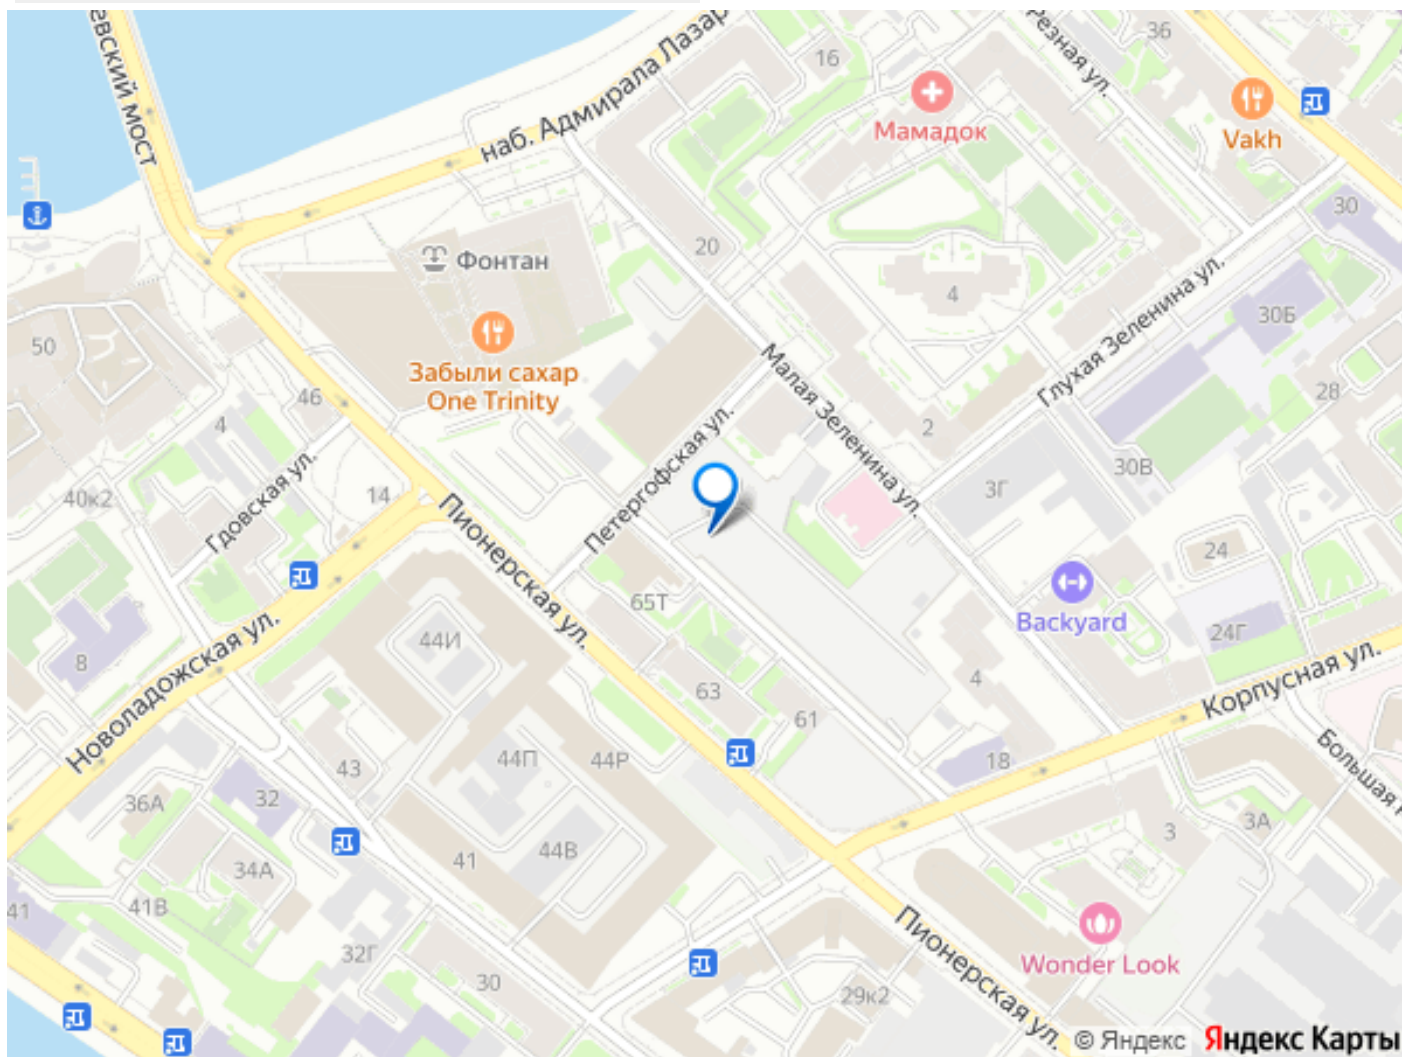 евский мост
наб. Адмирала Лазар
16
Резная ул.
36
Мамадок
Vakh
20
Фонтан
4
30
30Б
50
Забыли сахар
One Trinity
Малая Зеленина ул.
Глухая Зеленина ул.
46
4
28
2
Петергофская ул.
Гдовская ул.
40к2
14
30В
3Г
Пионерская ул.
24
65Т
Backyard
24Г
44И
8
Новоладожская ул.
63
4
61
Корпусная ул.
43
44П
44Р
18
Большая
36А
32
3
3А
41
44В
34А
41
41В
32Г
30
Пионерская ул.
Wonder Look
29к2
© Яндекс
Яндекс Карты